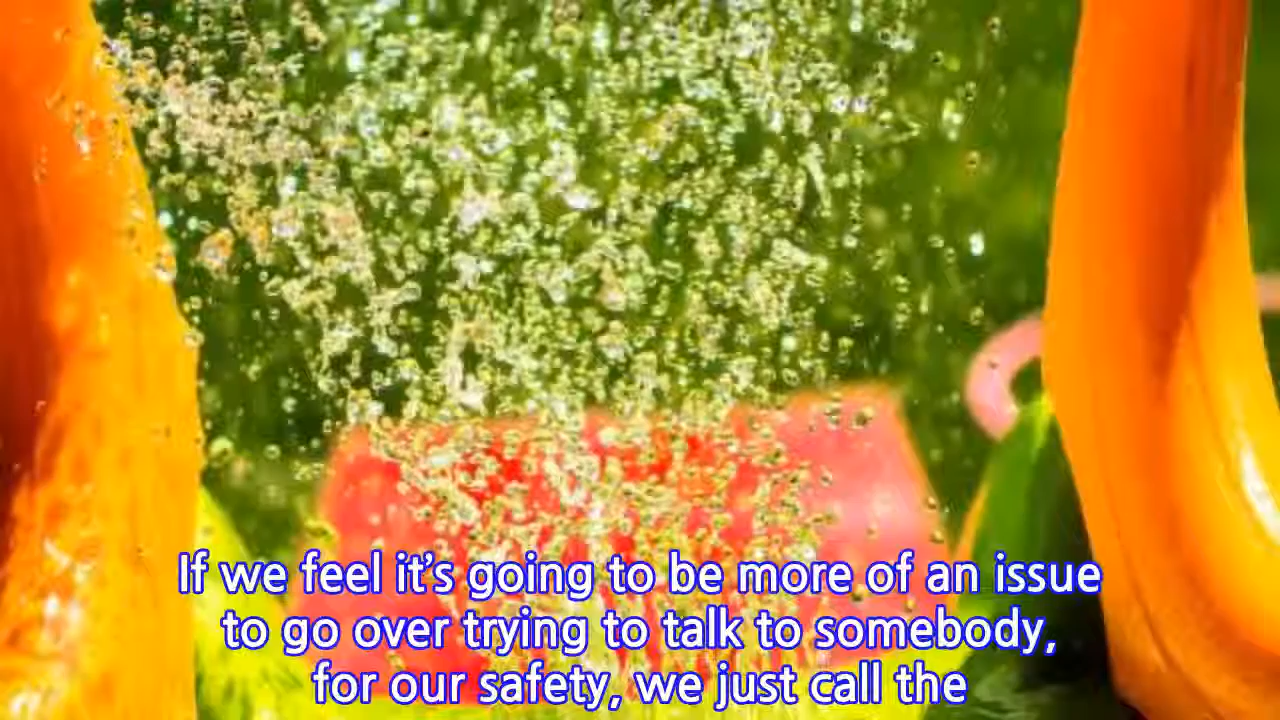 If we feel it’s going to be more of an issue
to go over trying to talk to somebody,
for our safety, we just call the